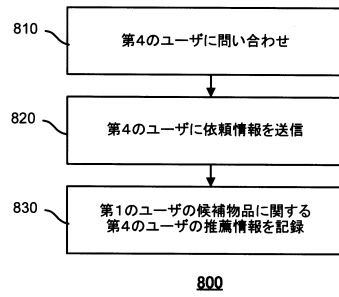 810
第4のユーザに問い合わせ
820
第4のユーザに依頼情報を送信
830
第1のユーザの候補物品に関する
第4のユーザの推薦情報を記録
800